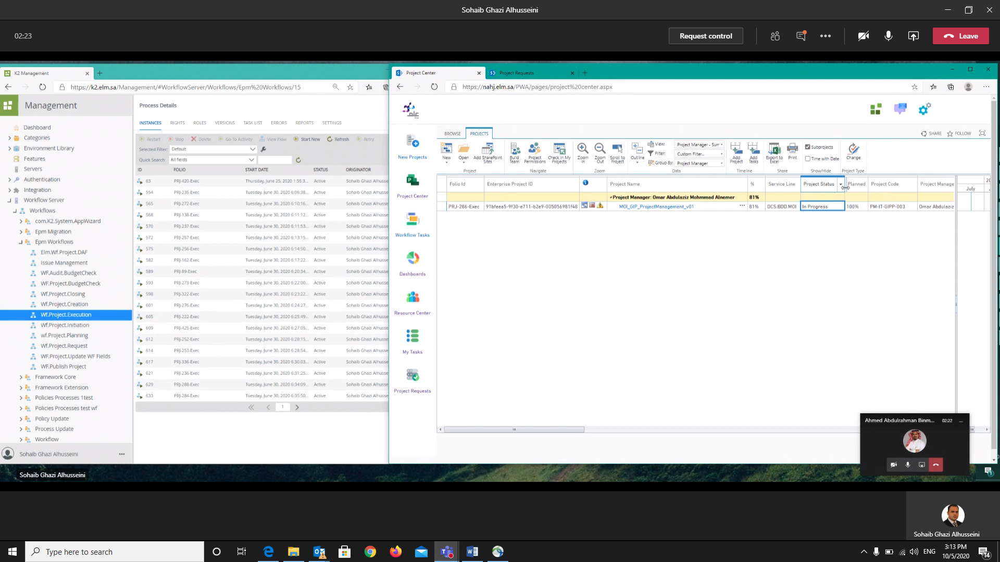 Sohaib Ghazi Alhusseini
02:23
Request control
Leave
K2 Management
https://k2.elm.sa/Management/#WorkflowServer/Workflows/Epm%20Workflows/15
Management
Dashboard
Categories
Environment Library
Features
Servers
Authentication
Integration
Workflow Server
Workflows
com.K2.System.AppWizard
Epm Migration
Epm Workflows
Elm.Wf.Project.DAF
Issue Management
WF.Audit.BudgetCheck
WF.Project.BudgetCheck
Wf.Project.Closing
Wf.Project.Creation
Wf.Project.Execution
Wf.Project.Initiation
wf.Project.Planning
Wf.Project.Request
WF.Project.Update WF Fields
WF.Publish Project
Framework Core
Framework Extension
Policies Processes 1test
Policies Processes test wf
Policy Update
Process Update
Workflow
Sohaib Ghazi Alhusseini
Process Details
INSTANCES RIGHTS ROLES VERSIONS TASK LIST ERRORS REPORTS SETTINGS
Restart Stop Delete Go To Activity View Flow Start New Refresh Retry
Selected Filter: Default
Quick Search: All fields
ID FOLIO START DATE STATUS ORIGINATOR
63 PRJ-420-Exec Thursday, June 25, 2020 1:55.3... Active Sohaib Ghazi Alhusse
554 PRJ-235-Exec Tuesday, June 30, 2020 6:06:38... Active Sohaib Ghazi Alhusse
565 PRJ-272-Exec Tuesday, June 30, 2020 6:10:16... Active Sohaib Ghazi Alhusse
568 PRJ-138-Exec Tuesday, June 30, 2020 6:11:12... Active Sohaib Ghazi Alhusse
570 PRJ-237-Exec Tuesday, June 30, 2020 6:11:53... Active Sohaib Ghazi Alhusse
572 PRJ-257-Exec Tuesday, June 30, 2020 6:13:15... Active Sohaib Ghazi Alhusse
575 PRJ-256-Exec Tuesday, June 30, 2020 6:14:50... Active Sohaib Ghazi Alhusse
582 PRJ-162-Exec Tuesday, June 30, 2020 6:17:22... Active Sohaib Ghazi Alhusse
589 PRJ-89-Exec Tuesday, June 30, 2020 6:20:34... Active Sohaib Ghazi Alhusse
593 PRJ-273-Exec Tuesday, June 30, 2020 6:22:00... Active Sohaib Ghazi Alhusse
598 PRJ-322-Exec Tuesday, June 30, 2020 6:23:22... Active Sohaib Ghazi Alhusse
601 PRJ-276-Exec Tuesday, June 30, 2020 6:24:27... Active Sohaib Ghazi Alhusse
605 PRJ-222-Exec Tuesday, June 30, 2020 6:25:49... Active Sohaib Ghazi Alhusse
609 PRJ-425-Exec Tuesday, June 30, 2020 6:27:05... Active Sohaib Ghazi Alhusse
612 PRJ-252-Exec Tuesday, June 30, 2020 6:28:15... Active Sohaib Ghazi Alhusse
614 PRJ-253-Exec Tuesday, June 30, 2020 6:28:54... Active Sohaib Ghazi Alhusse
617 PRJ-336-Exec Tuesday, June 30, 2020 6:30:03... Active Sohaib Ghazi Alhusse
621 PRJ-236-Exec Tuesday, June 30, 2020 6:31:25... Active Sohaib Ghazi Alhusse
629 PRJ-288-Exec Tuesday, June 30, 2020 6:34:09... Active Sohaib Ghazi Alhusse
633 PRJ-284-Exec Tuesday, June 30, 2020 6:35:50... Active Sohaib Ghazi Alhusse
1
Project Center
Project Requests
https://nahj.elm.sa/PWA/pages/project%20center.aspx
علم
New Projects
Project Center
Workflow Tasks
Dashboards
Resource Center
My Tasks
Project Requests
BROWSE PROJECTS
SHARE FOLLOW
New Open Add SharePoint Sites
Project
Build Team Project Permissions Check in My Projects
Navigate
Zoom In Zoom Out Scroll to Project
Zoom
Outline
View: Project Manager - Sum
Filter: Custom Filter...
Group By: Project Manager
Data
Add Project Add Tasks
Timeline
Export to Excel Print
Share
Subprojects
Time with Date
Show/Hide
Change
Project Type
Folio Id Enterprise Project ID Project Name % Service Line Project Status Planned Project Code Project Manage
July
20
Project Manager: Omar Abdulaziz Mohmmad Alnemer 81%
PRJ-286-Exec 91bfeea5-9f30-e711-b2e9-005056981f48 MOI_GIP_ProjectManagement_v01 ... 81% DCS.BDD.MOI In Progress 100% PM-IT-GIPP-003 Omar Abdulaziz
Ahmed Abdulrahman Binm... 02:22
Sohaib Ghazi Alhusseini
1
Sohaib Ghazi Alhusseini
Type here to search
ENG
3:13 PM
10/5/2020
14